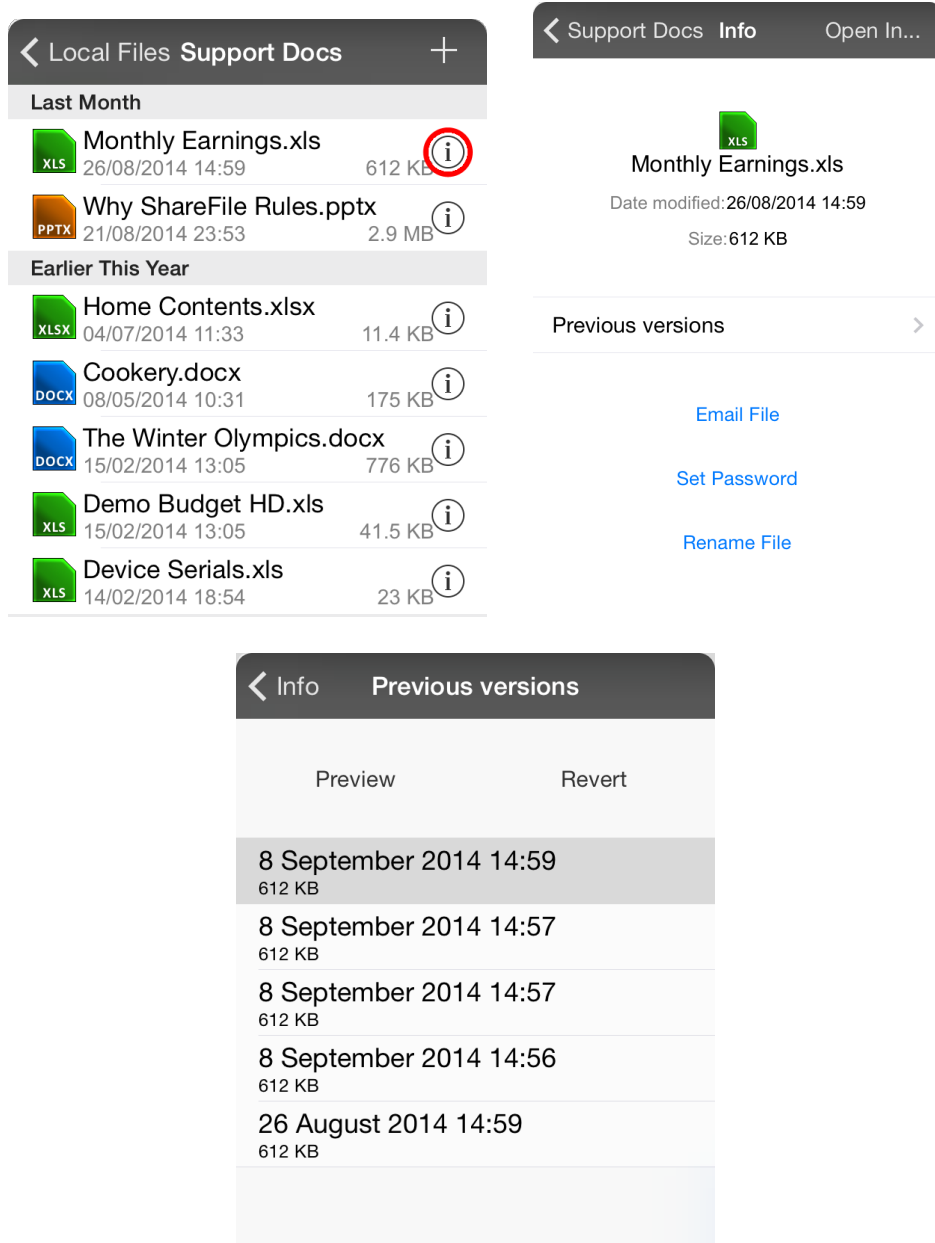 Local Files Support Docs
Last Month
Monthly Earnings.xls
XLS
26/08/2014 14:59 612 KB
Why ShareFile Rules.pptx
PPTX
21/08/2014 23:53 2.9 MB
Earlier This Year
Home Contents.xlsx
XLSX
04/07/2014 11:33 11.4 KB
Cookery.docx
DOCX
08/05/2014 10:31 175 KB
The Winter Olympics.docx
DOCX
15/02/2014 13:05 776 KB
Demo Budget HD.xls
XLS
15/02/2014 13:05 41.5 KB
Device Serials.xls
XLS
14/02/2014 18:54 23 KB
Support Docs Info Open In...
XLS
Monthly Earnings.xls
Date modified:26/08/2014 14:59
Size:612 KB
Previous versions
Email File
Set Password
Rename File
Info Previous versions
Preview Revert
8 September 2014 14:59
612 KB
8 September 2014 14:57
612 KB
8 September 2014 14:57
612 KB
8 September 2014 14:56
612 KB
26 August 2014 14:59
612 KB